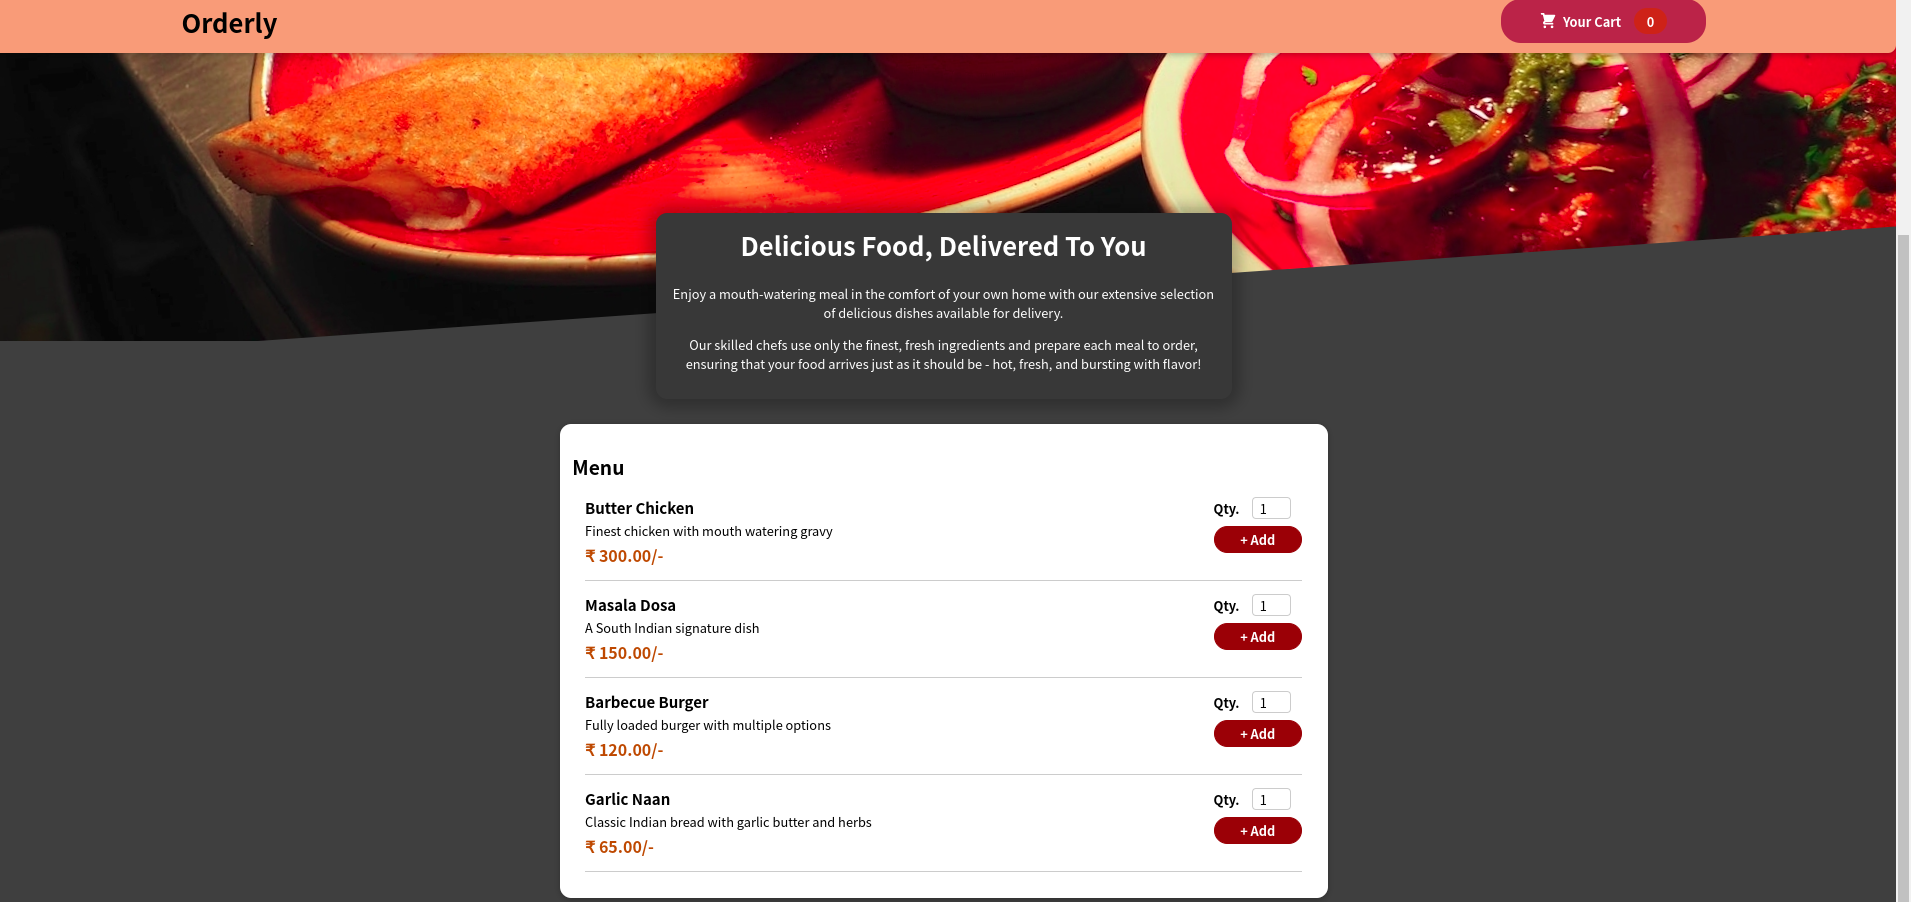 Orderly
Your Cart 0
Delicious Food, Delivered To You
Enjoy a mouth-watering meal in the comfort of your own home with our extensive selection
of delicious dishes available for delivery.
Our skilled chefs use only the finest, fresh ingredients and prepare each meal to order,
ensuring that your food arrives just as it should be - hot, fresh, and bursting with flavor!
Menu
Butter Chicken
Finest chicken with mouth watering gravy
₹ 300.00/-
Qty. 1
+ Add
Masala Dosa
A South Indian signature dish
₹ 150.00/-
Qty. 1
+ Add
Barbecue Burger
Fully loaded burger with multiple options
₹ 120.00/-
Qty. 1
+ Add
Garlic Naan
Classic Indian bread with garlic butter and herbs
₹ 65.00/-
Qty. 1
+ Add